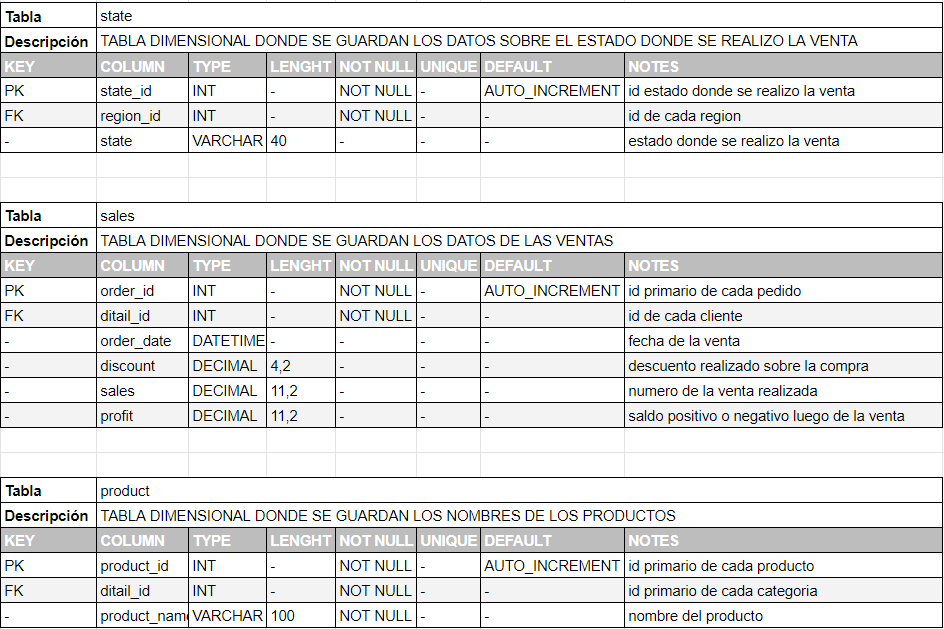 Tabla state
Descripción TABLA DIMENSIONAL DONDE SE GUARDAN LOS DATOS SOBRE EL ESTADO DONDE SE REALIZO LA VENTA
KEY COLUMN TYPE LENGHT NOT NULL UNIQUE DEFAULT NOTES
PK state_id INT - NOT NULL - AUTO_INCREMENT id estado donde se realizo la venta
FK region_id INT - NOT NULL - - id de cada region
- state VARCHAR 40 - - - estado donde se realizo la venta
Tabla sales
Descripción TABLA DIMENSIONAL DONDE SE GUARDAN LOS DATOS DE LAS VENTAS
KEY COLUMN TYPE LENGHT NOT NULL UNIQUE DEFAULT NOTES
PK order_id INT - NOT NULL - AUTO_INCREMENT id primario de cada pedido
FK ditail_id INT - NOT NULL - - id de cada cliente
- order_date DATETIME - - - - fecha de la venta
- discount DECIMAL 4,2 - - - descuento realizado sobre la compra
- sales DECIMAL 11,2 - - - numero de la venta realizada
- profit DECIMAL 11,2 - - - saldo positivo o negativo luego de la venta
Tabla product
Descripción TABLA DIMENSIONAL DONDE SE GUARDAN LOS NOMBRES DE LOS PRODUCTOS
KEY COLUMN TYPE LENGHT NOT NULL UNIQUE DEFAULT NOTES
PK product_id INT - NOT NULL - AUTO_INCREMENT id primario de cada producto
FK ditail_id INT - NOT NULL - - id primario de cada categoria
- product_name VARCHAR 100 NOT NULL - - nombre del producto